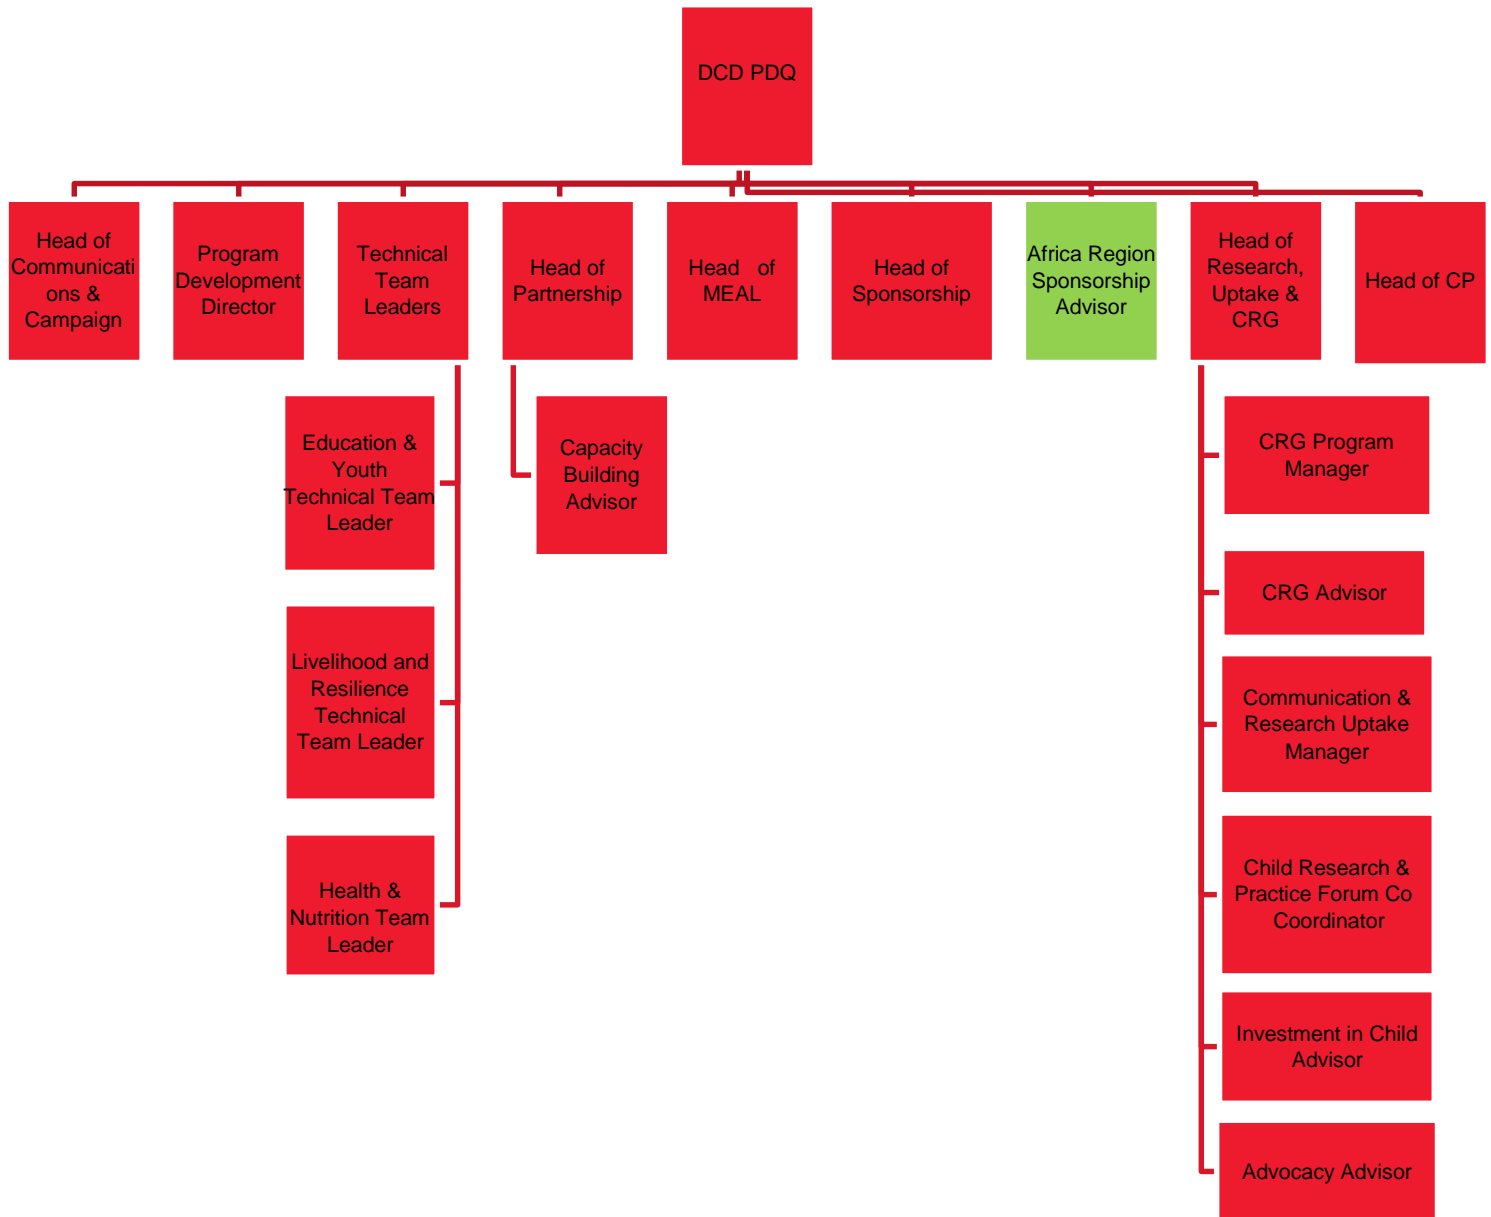 DCD PDQ
Head of
Communicati
ons &
Campaign
Program
Development
Director
Technical
Team
Leaders
Head of
Partnership
Head of
MEAL
Head of
Sponsorship
Africa Region
Sponsorship
Advisor
Head of
Research,
Uptake &
CRG
Head of CP
Education &
Youth
Technical Team
Leader
Livelihood and
Resilience
Technical
Team Leader
Health &
Nutrition Team
Leader
Capacity
Building
Advisor
CRG Program
Manager
CRG Advisor
Communication &
Research Uptake
Manager
Child Research &
Practice Forum Co
Coordinator
Investment in Child
Advisor
Advocacy Advisor